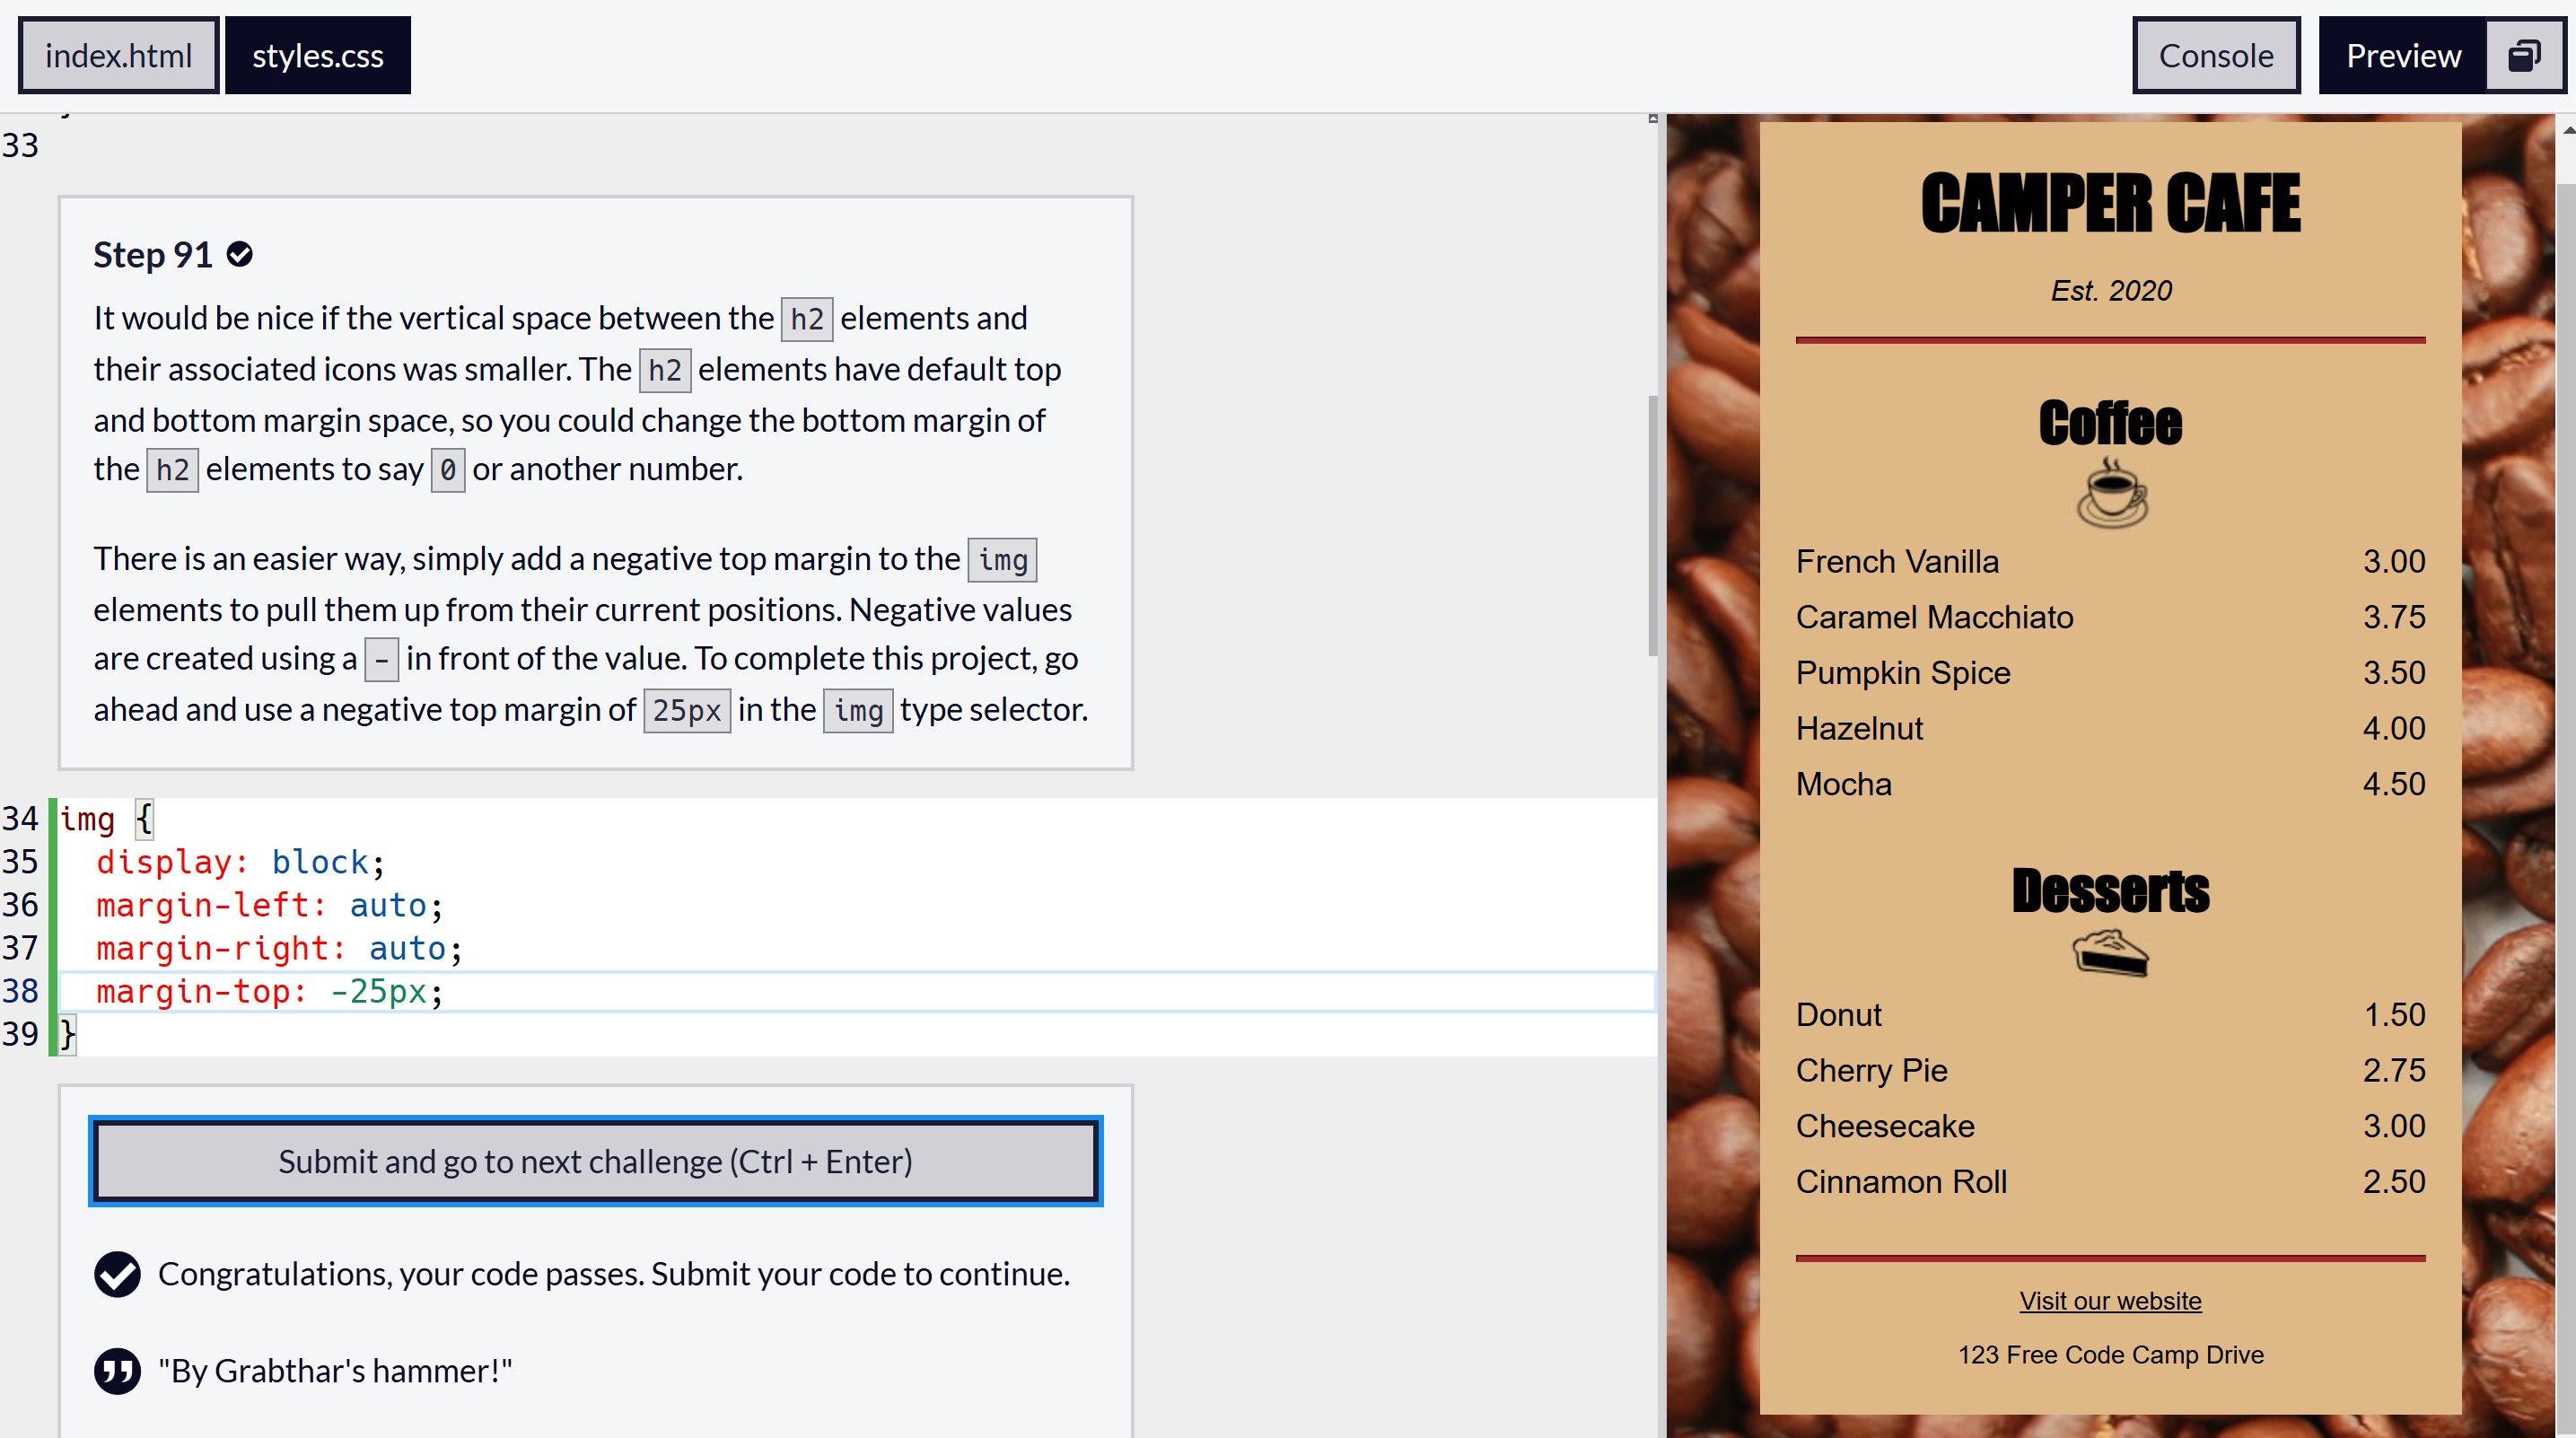 index.html styles.css Console Preview
33
Step 91
It would be nice if the vertical space between the h2 elements and
their associated icons was smaller. The h2 elements have default top
and bottom margin space, so you could change the bottom margin of
the h2 elements to say 0 or another number.
There is an easier way, simply add a negative top margin to the img
elements to pull them up from their current positions. Negative values
are created using a - in front of the value. To complete this project, go
ahead and use a negative top margin of 25px in the img type selector.
34 img {
35 display: block;
36 margin-left: auto;
37 margin-right: auto;
38 margin-top: -25px;
39 }
Submit and go to next challenge (Ctrl + Enter)
Congratulations, your code passes. Submit your code to continue.
"By Grabthar's hammer!"
CAMPER CAFE
Est. 2020
Coffee
French Vanilla 3.00
Caramel Macchiato 3.75
Pumpkin Spice 3.50
Hazelnut 4.00
Mocha 4.50
Desserts
Donut 1.50
Cherry Pie 2.75
Cheesecake 3.00
Cinnamon Roll 2.50
Visit our website
123 Free Code Camp Drive